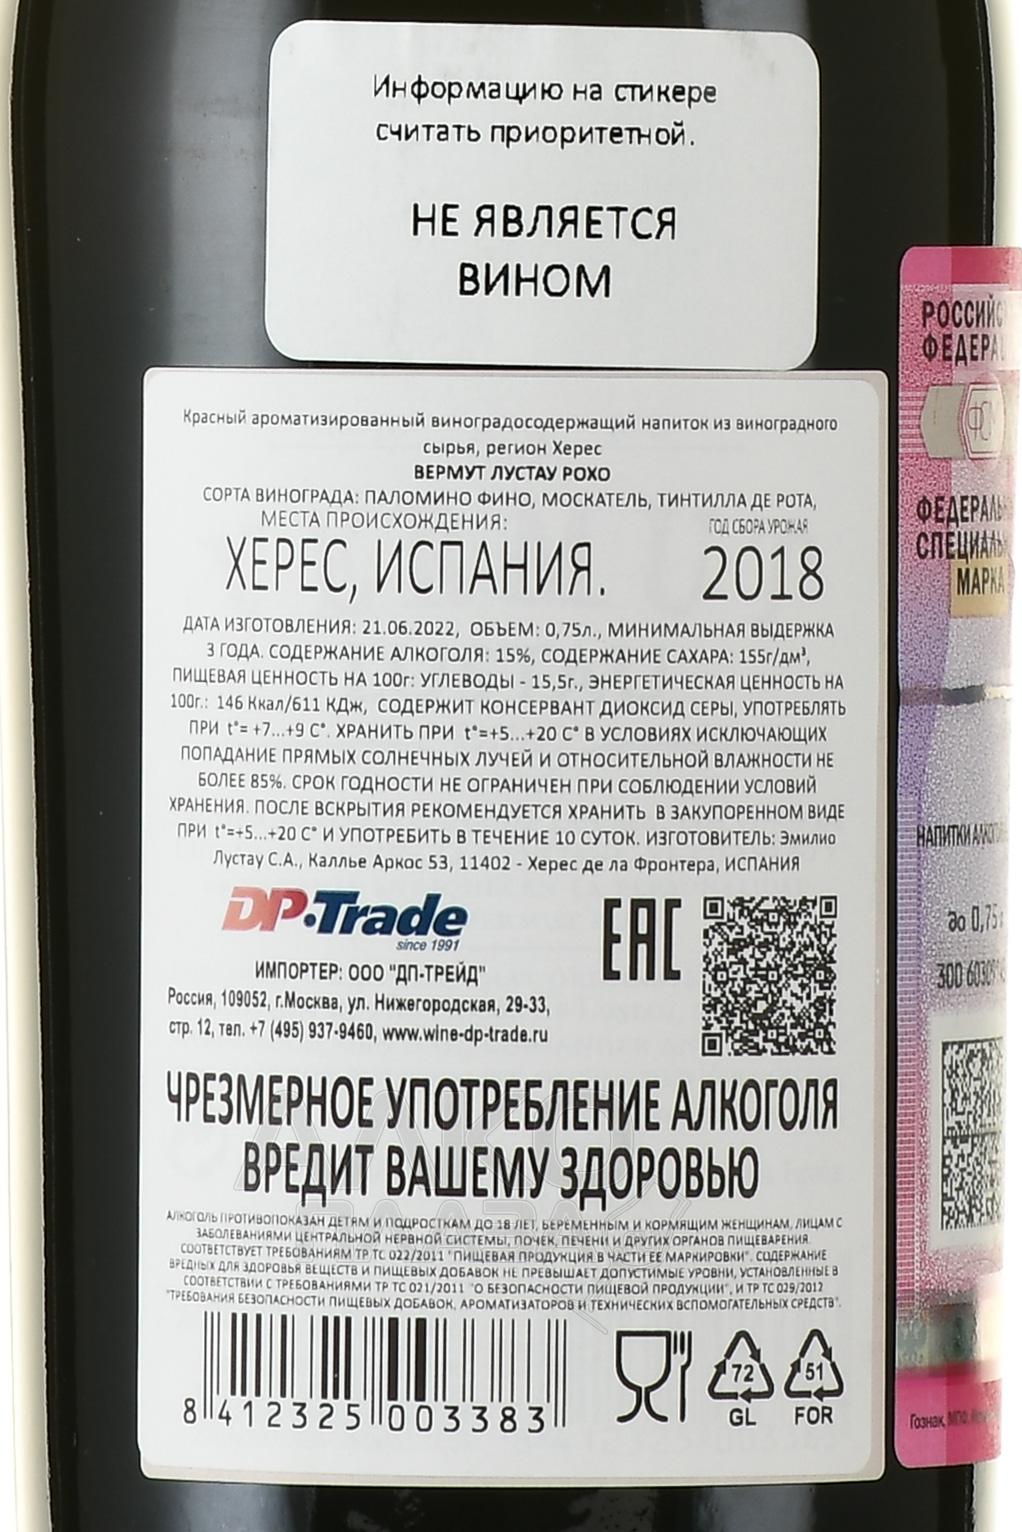 Информацию на стикере
считать приоритетной.
НЕ ЯВЛЯЕТСЯ
ВИНОМ
Красный ароматизированный виноградосодержащий напиток из виноградного
сырья, регион Херес
ВЕРМУТ ЛУСТАУ РОХО
СОРТА ВИНОГРАДА: ПАЛОМИНО ФИНО, МОСКАТЕЛЬ, ТИНТИЛЛА ДЕ РОТА,
МЕСТА ПРОИСХОЖДЕНИЯ:
ХЕРЕС, ИСПАНИЯ.
ГОД СБОРА УРОЖАЯ
2018
ДАТА ИЗГОТОВЛЕНИЯ: 21.06.2022, ОБЪЕМ: 0,75л., МИНИМАЛЬНАЯ ВЫДЕРЖКА
3 ГОДА. СОДЕРЖАНИЕ АЛКОГОЛЯ: 15%, СОДЕРЖАНИЕ САХАРА: 155г/дм³,
ПИЩЕВАЯ ЦЕННОСТЬ НА 100г: УГЛЕВОДЫ - 15,5г., ЭНЕРГЕТИЧЕСКАЯ ЦЕННОСТЬ НА
100г.: 146 Ккал/611 КДж, СОДЕРЖИТ КОНСЕРВАНТ ДИОКСИД СЕРЫ, УПОТРЕБЛЯТЬ
ПРИ t°= +7...+9 С°. ХРАНИТЬ ПРИ t°=+5...+20 С° В УСЛОВИЯХ ИСКЛЮЧАЮЩИХ
ПОПАДАНИЕ ПРЯМЫХ СОЛНЕЧНЫХ ЛУЧЕЙ И ОТНОСИТЕЛЬНОЙ ВЛАЖНОСТИ НЕ
БОЛЕЕ 85%. СРОК ГОДНОСТИ НЕ ОГРАНИЧЕН ПРИ СОБЛЮДЕНИИ УСЛОВИЙ
ХРАНЕНИЯ. ПОСЛЕ ВСКРЫТИЯ РЕКОМЕНДУЕТСЯ ХРАНИТЬ В ЗАКУПОРЕННОМ ВИДЕ
ПРИ t°=+5...+20 С° И УПОТРЕБИТЬ В ТЕЧЕНИЕ 10 СУТОК. ИЗГОТОВИТЕЛЬ: Эмилио
Лустау С.А., Каллье Аркос 53, 11402 - Херес де ла Фронтера, ИСПАНИЯ
DP·Trade
since 1991
EAC
ИМПОРТЕР: ООО "ДП-ТРЕЙД"
Россия, 109052, г.Москва, ул. Нижегородская, 29-33,
стр. 12, тел. +7 (495) 937-9460, www.wine-dp-trade.ru
ЧРЕЗМЕРНОЕ УПОТРЕБЛЕНИЕ АЛКОГОЛЯ
ВРЕДИТ ВАШЕМУ ЗДОРОВЬЮ
АЛКОГОЛЬ ПРОТИВОПОКАЗАН ДЕТЯМ И ПОДРОСТКАМ ДО 18 ЛЕТ, БЕРЕМЕННЫМ И КОРМЯЩИМ ЖЕНЩИНАМ, ЛИЦАМ С
ЗАБОЛЕВАНИЯМИ ЦЕНТРАЛЬНОЙ НЕРВНОЙ СИСТЕМЫ, ПОЧЕК, ПЕЧЕНИ И ДРУГИХ ОРГАНОВ ПИЩЕВАРЕНИЯ.
СООТВЕТСТВУЕТ ТРЕБОВАНИЯМ ТР ТС 022/2011 "ПИЩЕВАЯ ПРОДУКЦИЯ В ЧАСТИ ЕЕ МАРКИРОВКИ". СОДЕРЖАНИЕ
ВРЕДНЫХ ДЛЯ ЗДОРОВЬЯ ВЕЩЕСТВ И ПИЩЕВЫХ ДОБАВОК НЕ ПРЕВЫШАЕТ ДОПУСТИМЫЕ УРОВНИ, УСТАНОВЛЕННЫЕ В
СООТВЕТСТВИИ С ТРЕБОВАНИЯМИ ТР ТС 021/2011 "О БЕЗОПАСНОСТИ ПИЩЕВОЙ ПРОДУКЦИИ", И ТР ТС 029/2012
"ТРЕБОВАНИЯ БЕЗОПАСНОСТИ ПИЩЕВЫХ ДОБАВОК, АРОМАТИЗАТОРОВ И ТЕХНИЧЕСКИХ ВСПОМОГАТЕЛЬНЫХ СРЕДСТВ".
8 412325 003383
72
GL
51
FOR
РОССИЙС
ФЕДЕРА
ФСМ
ФЕДЕРАЛЬ
СПЕЦИАЛЬ
МАРКА
НАПИТКИ
до 0,75
300
Гознак,